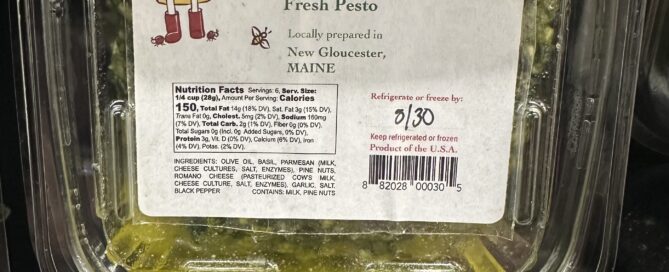 Fresh Pesto
Locally prepared in
New Gloucester,
MAINE
Nutrition Facts Servings: 6, Serv. Size:
1/4 cup (28g), Amount Per Serving: Calories
150, Total Fat 14g (18% DV), Sat. Fat 3g (15% DV),
Trans Fat 0g, Cholest. 5mg (2% DV), Sodium 160mg
(7% DV), Total Carb. 2g (1% DV), Fiber 0g (0% DV),
Total Sugars 0g (Incl. 0g Added Sugars, 0% DV),
Protein 3g, Vit. D (0% DV), Calcium (6% DV), Iron
(4% DV), Potas. (2% DV).
INGREDIENTS: OLIVE OIL, BASIL, PARMESAN (MILK,
CHEESE CULTURES, SALT, ENZYMES), PINE NUTS,
ROMANO CHEESE (PASTEURIZED COW'S MILK,
CHEESE CULTURE, SALT, ENZYMES), GARLIC, SALT,
BLACK PEPPER CONTAINS: MILK, PINE NUTS
Refrigerate or freeze by:
8/30
Keep refrigerated or frozen
Product of the U.S.A.
8 82028 00030 5